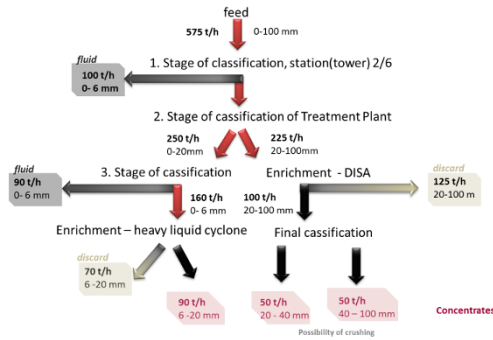 feed
575 t/h
0-100 mm
1. Stage of classification, station(tower) 2/6
fluid
100 t/h
0- 6 mm
2. Stage of cassification of Treatment Plant
250 t/h
0-20mm
225 t/h
20-100mm
3. Stage of cassification
Enrichment - DISA
fluid
90 t/h
0- 6 mm
discard
125 t/h
20-100 m
160 t/h
0- 6 mm
100 t/h
20-100 mm
Enrichment – heavy liquid cyclone
Final cassification
discard
70 t/h
6 -20 mm
90 t/h
6 -20 mm
50 t/h
20 - 40 mm
50 t/h
40 – 100 mm
Concentrates
Possibility of crushing